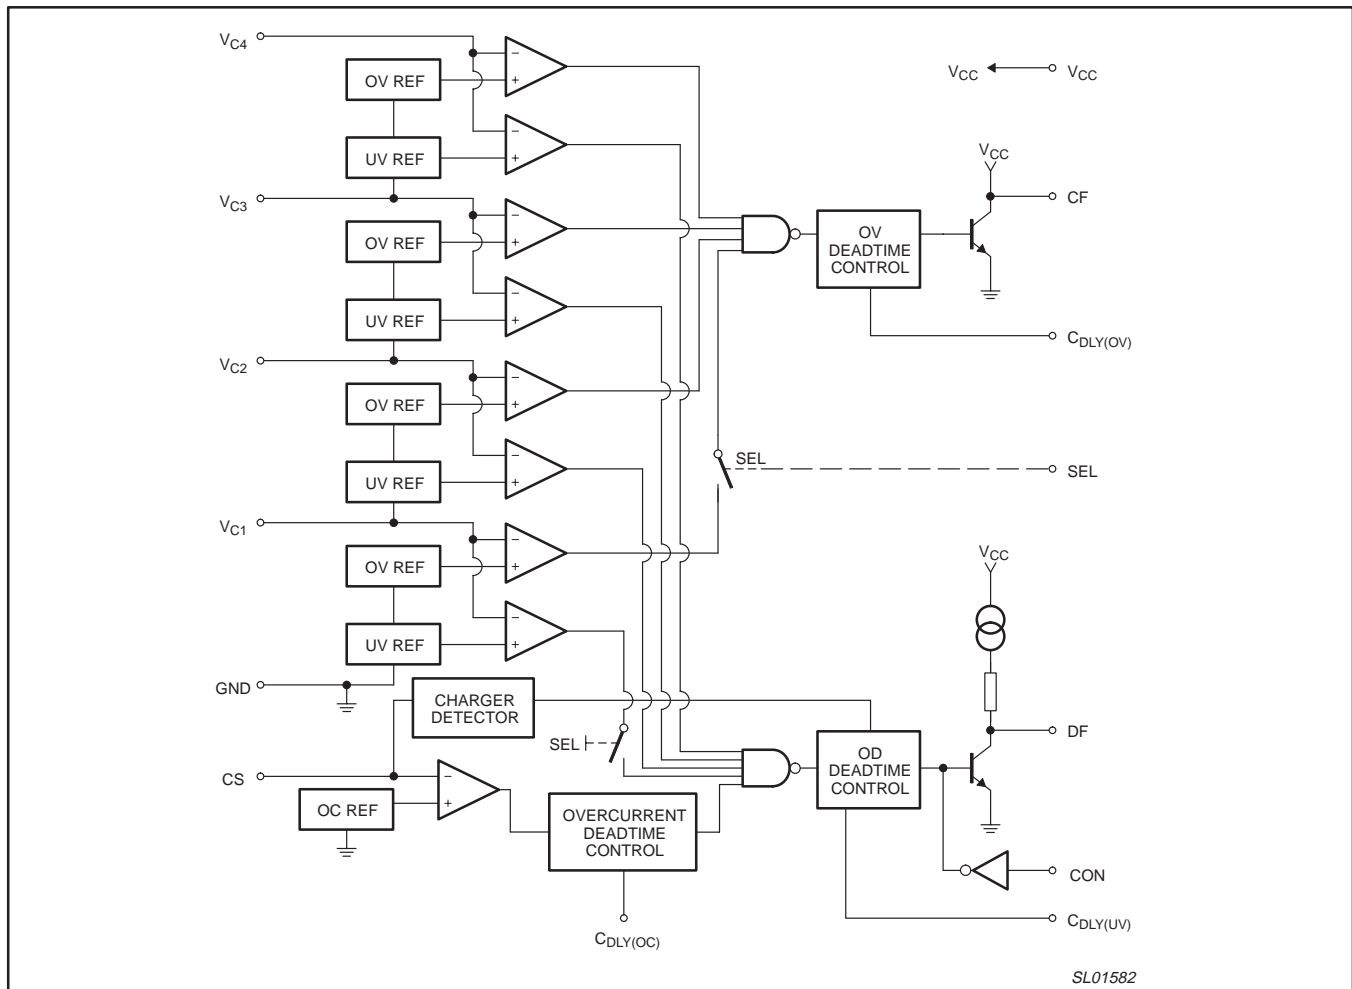 VC4
OV REF
VCC
VCC
UV REF
VCC
VC3
CF
OV REF
OV
DEADTIME
CONTROL
UV REF
CDLY(OV)
VC2
OV REF
SEL
SEL
UV REF
VC1
VCC
OV REF
UV REF
GND
CHARGER
DETECTOR
DF
SEL
OD
DEADTIME
CONTROL
CS
OC REF
OVERCURRENT
DEADTIME
CONTROL
CON
CDLY(UV)
CDLY(OC)
SL01582
− + − + − + − + − + − + − + − + − +